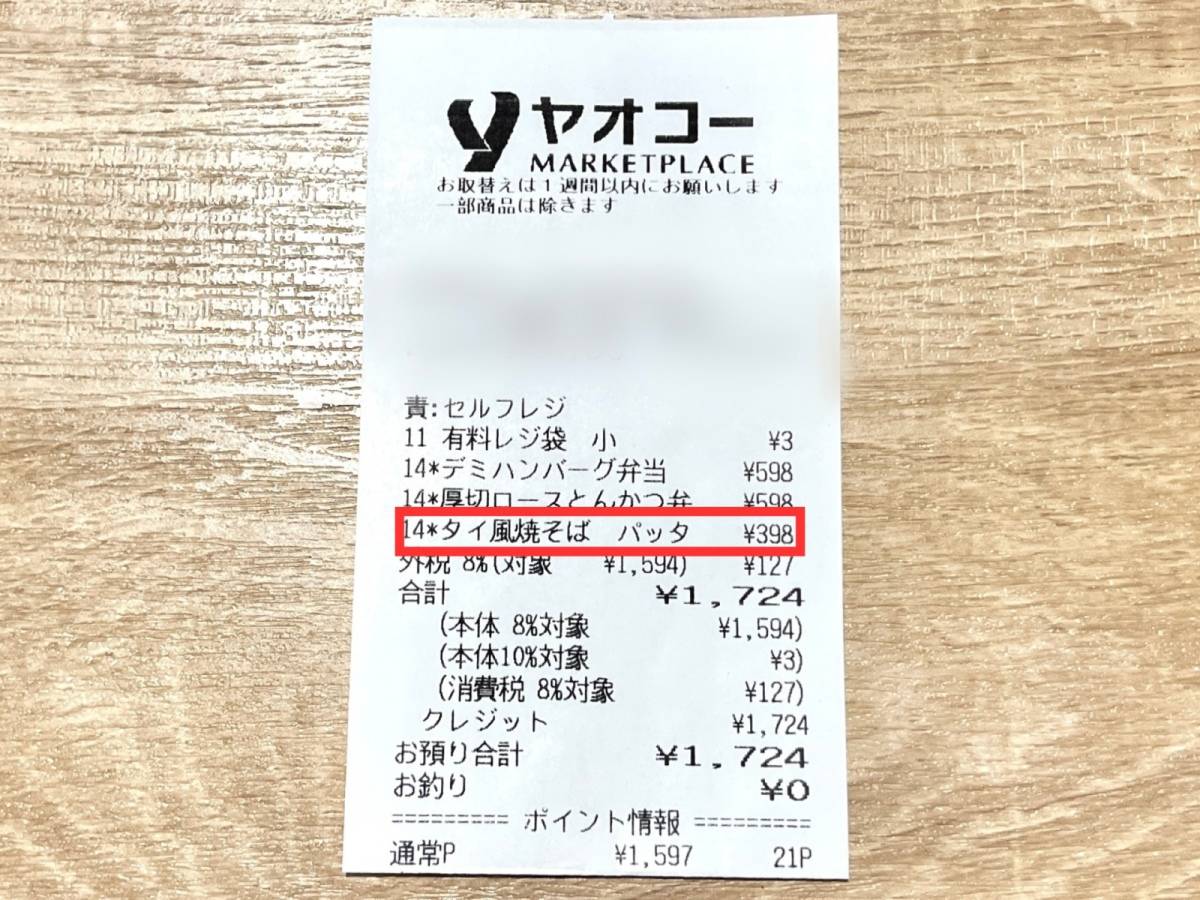 y ヤオコー
MARKETPLACE
お取替えは1週間以内にお願いします
一部商品は除きます
責:セルフレジ
11 有料レジ袋 小 ¥3
14*デミハンバーグ弁当 ¥598
14*厚切ロースとんかつ弁 ¥598
14*タイ風焼そば パッタ ¥398
外税 8%(対象 ¥1,594) ¥127
合計 ¥1,724
(本体 8%対象 ¥1,594)
(本体10%対象 ¥3)
(消費税 8%対象 ¥127)
クレジット ¥1,724
お預り合計 ¥1,724
お釣り ¥0
========= ポイント情報 =========
通常P ¥1,597 21P